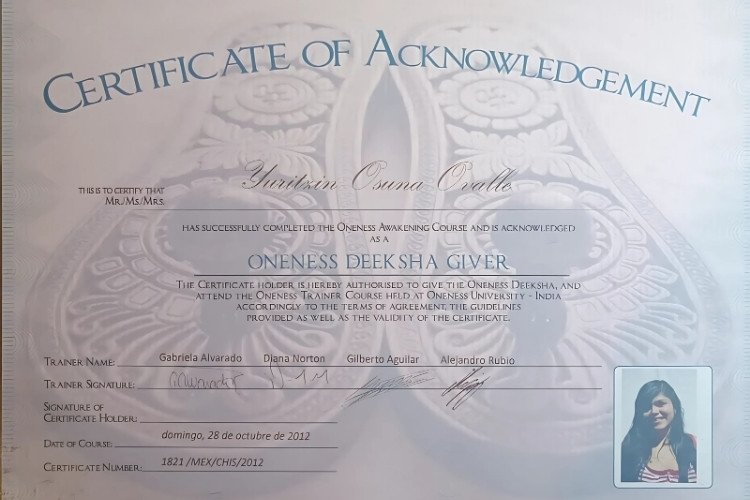 CERTIFICATE OF ACKNOWLEDGEMENT
THIS IS TO CERTIFY THAT
MR./MS./MRS.
Yuritzin Osuna Ovalle
HAS SUCCESSFULLY COMPLETED THE ONENESS AWAKENING COURSE AND IS ACKNOWLEDGED
AS A
ONENESS DEEKSHA GIVER
THE CERTIFICATE HOLDER IS HEREBY AUTHORISED TO GIVE THE ONENESS DEEKSHA, AND
ATTEND THE ONENESS TRAINER COURSE HELD AT ONENESS UNIVERSITY - INDIA
ACCORDINGLY TO THE TERMS OF AGREEMENT, THE GUIDELINES
PROVIDED AS WELL AS THE VALIDITY OF THE CERTIFICATE.
TRAINER NAME: Gabriela Alvarado Djana Norton Gilberto Aguilar Alejandro Rubio
TRAINER SIGNATURE:
SIGNATURE OF
CERTIFICATE HOLDER:
DATE OF COURSE: domingo, 28 de octubre de 2012
CERTIFICATE NUMBER: 1821 /MEX/CHIS/2012